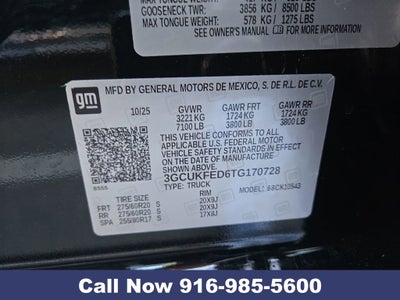 MAX TONGUE WEIGHT:
GOOSENECK TWR: 3856 KG / 8500 LBS
MAX TONGUE WEIGHT: 578 KG / 1275 LBS
SEE OWNER'S MANUAL
gm
MFD BY GENERAL MOTORS DE MEXICO, S. DE R.L. DE C.V.
10/25 GVWR GAWR FRT GAWR RR
3221 KG 1724 KG 1724 KG
7100 LB 3800 LB 3800 LB
THIS VEHICLE CONFORMS TO ALL
APPLICABLE U.S. FEDERAL MOTOR
VEHICLE SAFETY
STANDARDS IN EFFECT ON THE DATE OF
MANUFACTURE SHOWN ABOVE.
3GCUKFED6TG170728
TYPE: TRUCK
TIRE SIZE RIM
FRT 275/60R20 S 20X9J
RR 275/60R20 S 20X9J
SPA 255/80R17 S 17X8J
Call Now 916-985-5600